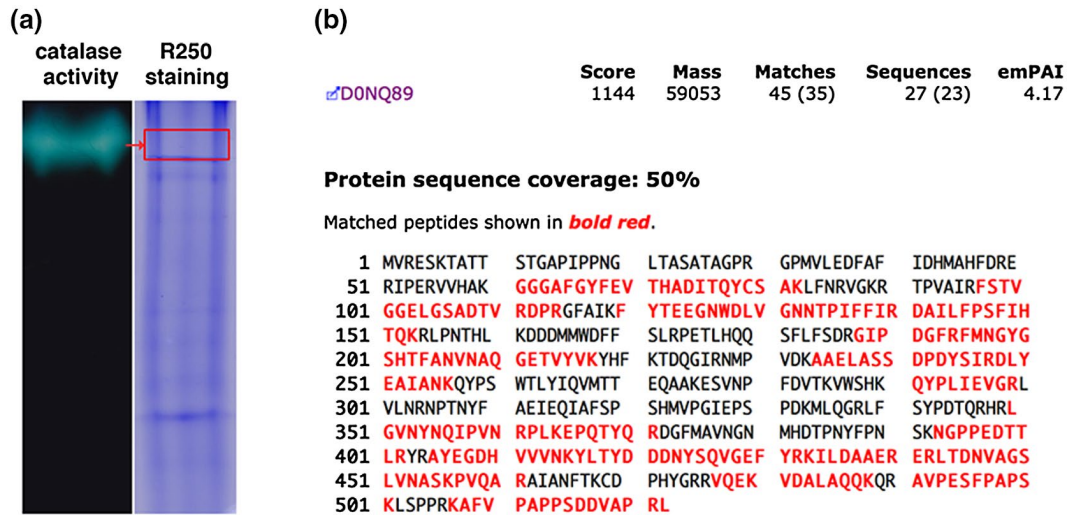 (a)
catalase activity
R250 staining
(b)
Score Mass Matches Sequences emPAI
D0NQ89 1144 59053 45 (35) 27 (23) 4.17
Protein sequence coverage: 50%
Matched peptides shown in bold red.
1 MVRESKTATT STGAPIPPNG LTASATAGPR GPMVLEDFAF IDHMAHFDRE
51 RIPERVVHAK GGGAFGYFEV THADITQYCS AKLFNRVGKR TPVAIRFSTV
101 GGELGSADTV RDPRGFAIKF YTEEGNWDLV GNNTPIFFIR DAILFPSFIH
151 TQKRLPNTHL KDDDMMWDFF SLRPETLHQQ SFLFSDRGIP DGFRFMNGYG
201 SHTFANVNAQ GETVYVKYHF KTDQGIRNMP VDKAAELASS DPDYSIRDLY
251 EAIANKQYPS WTLYIQVMTT EQAAKESVNP FDVTKVWSHK QYPLIEVGRL
301 VLNRNPTNYF AEIEQIAFSP SHMVPGIEPS PDKMLQGRLF SYPDTQRHRL
351 GVNYNQIPVN RPLKEPQTYQ RDGFMAVNGN MHDTPNYFPN SKNGPPEDTT
401 LRYRAYEGDH VVVNKYLTYD DDNYSQVGEF YRKILDAAER ERLTDNVAGS
451 LVNASKPVQA RAIANFTKCD PHYGRRVQEK VDALAQQKQR AVPESFPAPS
501 KLSPPRKAFV PAPPSDDVAP RL